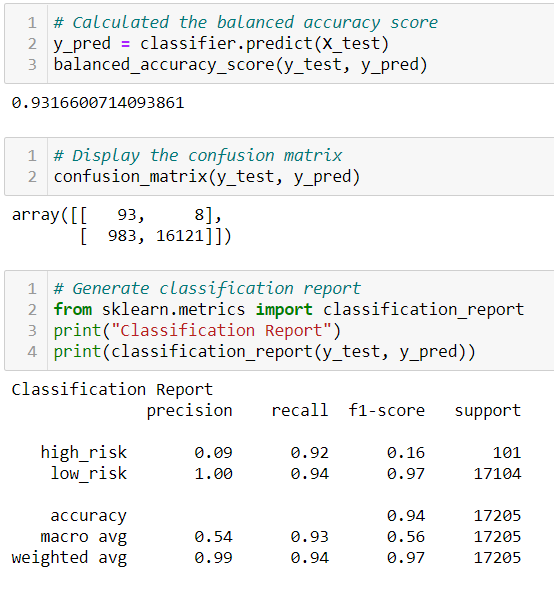 1 # Calculated the balanced accuracy score
2 y_pred = classifier.predict(X_test)
3 balanced_accuracy_score(y_test, y_pred)
0.9316600714093861
1 # Display the confusion matrix
2 confusion_matrix(y_test, y_pred)
array([[   93,     8],
       [  983, 16121]])
1 # Generate classification report
2 from sklearn.metrics import classification_report
3 print("Classification Report")
4 print(classification_report(y_test, y_pred))
Classification Report
precision recall f1-score support
high_risk 0.09 0.92 0.16 101
low_risk 1.00 0.94 0.97 17104
accuracy 0.94 17205
macro avg 0.54 0.93 0.56 17205
weighted avg 0.99 0.94 0.97 17205